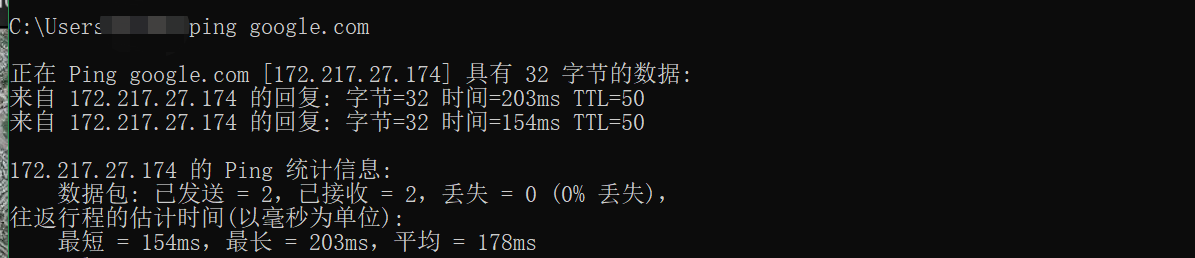 C:\Users ping google.com
正在 Ping google.com [172.217.27.174] 具有 32 字节的数据:
来自 172.217.27.174 的回复: 字节=32 时间=203ms TTL=50
来自 172.217.27.174 的回复: 字节=32 时间=154ms TTL=50
172.217.27.174 的 Ping 统计信息:
数据包: 已发送 = 2，已接收 = 2，丢失 = 0 (0% 丢失)，
往返行程的估计时间(以毫秒为单位):
最短 = 154ms，最长 = 203ms，平均 = 178ms